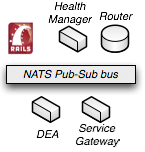 Health
Manager
Router
RAILS
NATS Pub-Sub bus
DEA
Service
Gateway